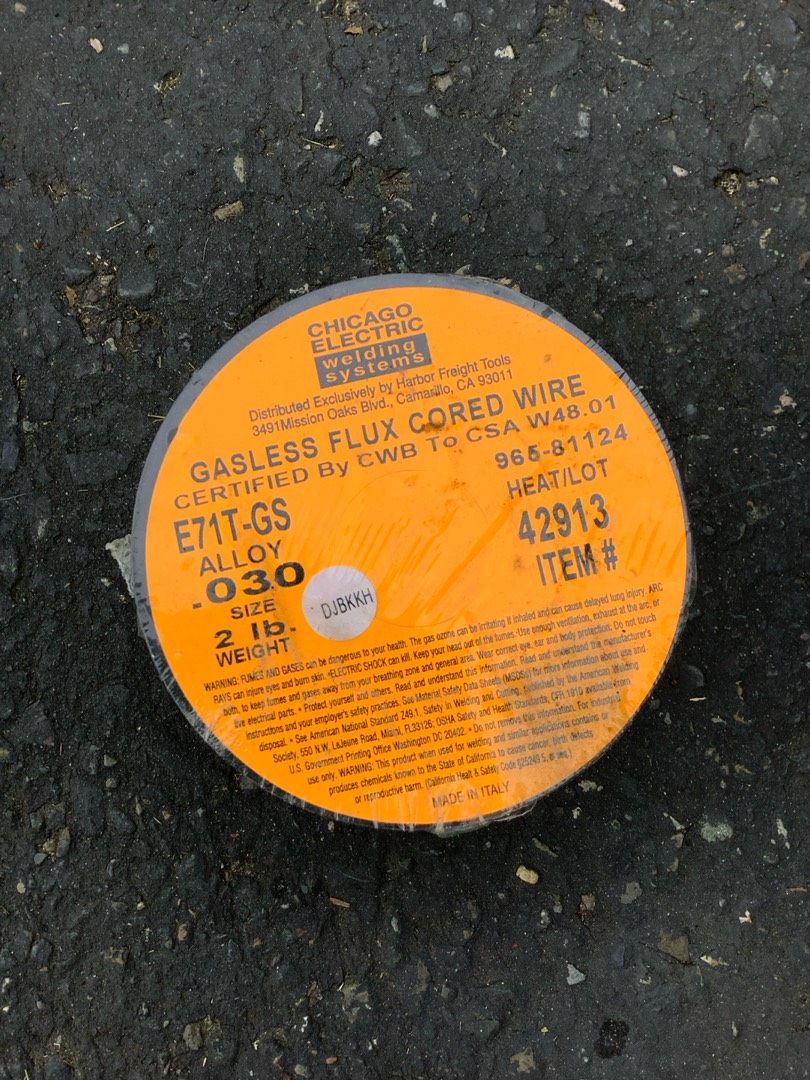 CHICAGO
ELECTRIC
welding
systems
Distributed Exclusively by Harbor Freight Tools
3491Mission Oaks Blvd., Camarillo, CA 93011
GASLESS FLUX CORED WIRE
CERTIFIED By CWB To CSA W48.01
E71T-GS
ALLOY
.030
SIZE
2 lb.
WEIGHT
965-81124
HEAT/LOT
42913
ITEM #
DJBKKH
WARNING: FUMES AND GASES can be dangerous to your health. The gas ozone can be irritating if inhaled and can cause delayed lung injury. ARC
RAYS can injure eyes and burn skin. •ELECTRIC SHOCK can kill. Keep your head out of the fumes. •Use enough ventilation, exhaust at the arc, or
both, to keep fumes and gases away from your breathing zone and general area. Wear correct eye, ear and body protection. Do not touch
live electrical parts. • Protect yourself and others. Read and understand this information. Read and understand the manufacturer's
instructions and your employer's safety practices. See Material Safety Data Sheets (MSDSs) for more information about use and
disposal. • See American National Standard Z49.1, Safety in Welding and Cutting, published by the American Welding
Society, 550 N.W. LeJeune Road, Miami, FL33126; OSHA Safety and Health Standards, CFR 1910 available from
U.S. Government Printing Office Washington DC 20402. • Do not remove this information. For industrial
use only. WARNING: This product when used for welding and similar applications contains or
produces chemicals known to the State of California to cause cancer, birth defects
or reproductive harm. (California Healt & Safety Code §25249.5, et seq.)
MADE IN ITALY